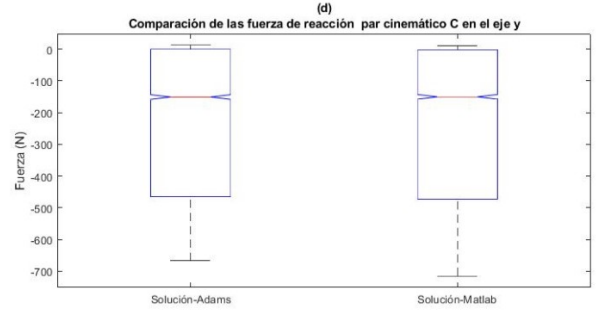 (d)
Comparación de las fuerza de reacción par cinemático C en el eje y
Fuerza (N)
0
-100
-200
-300
-400
-500
-600
-700
Solución-Adams
Solución-Matlab